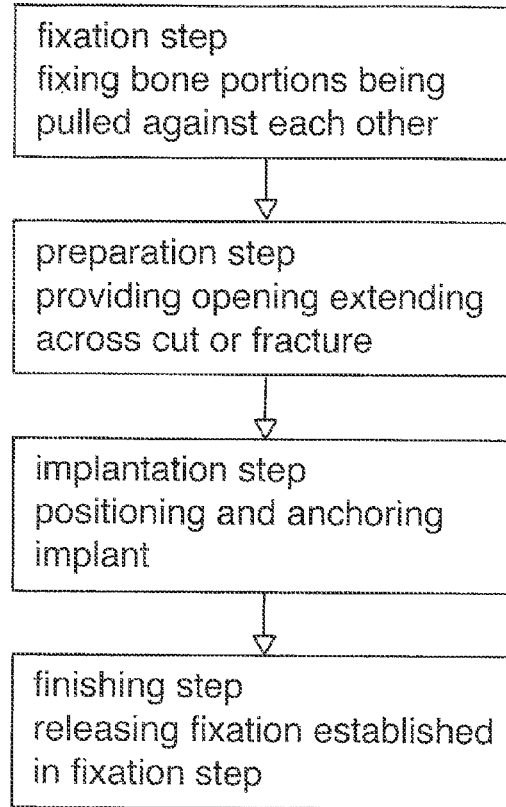 fixation step
fixing bone portions being
pulled against each other
preparation step
providing opening extending
across cut or fracture
implantation step
positioning and anchoring
implant
finishing step
releasing fixation established
in fixation step